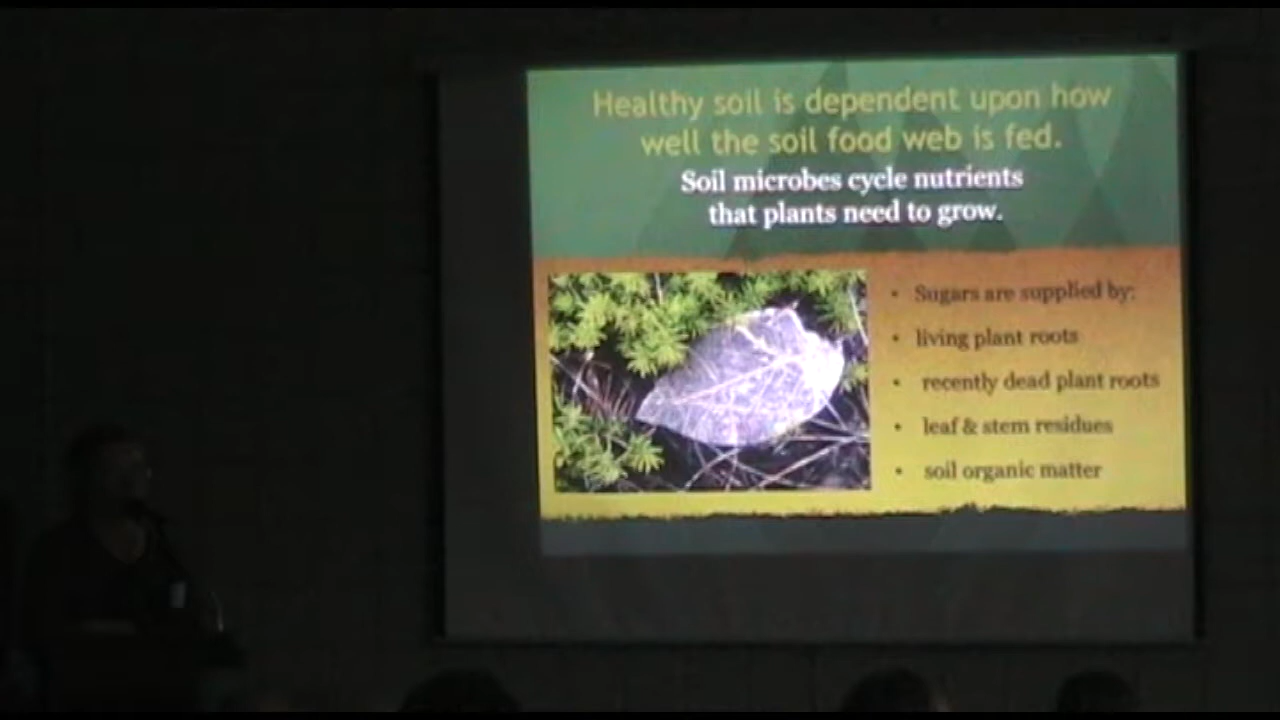 Healthy soil is dependent upon how
well the soil food web is fed.
Soil microbes cycle nutrients
that plants need to grow.
• Sugars are supplied by:
• living plant roots
• recently dead plant roots
• leaf & stem residues
• soil organic matter